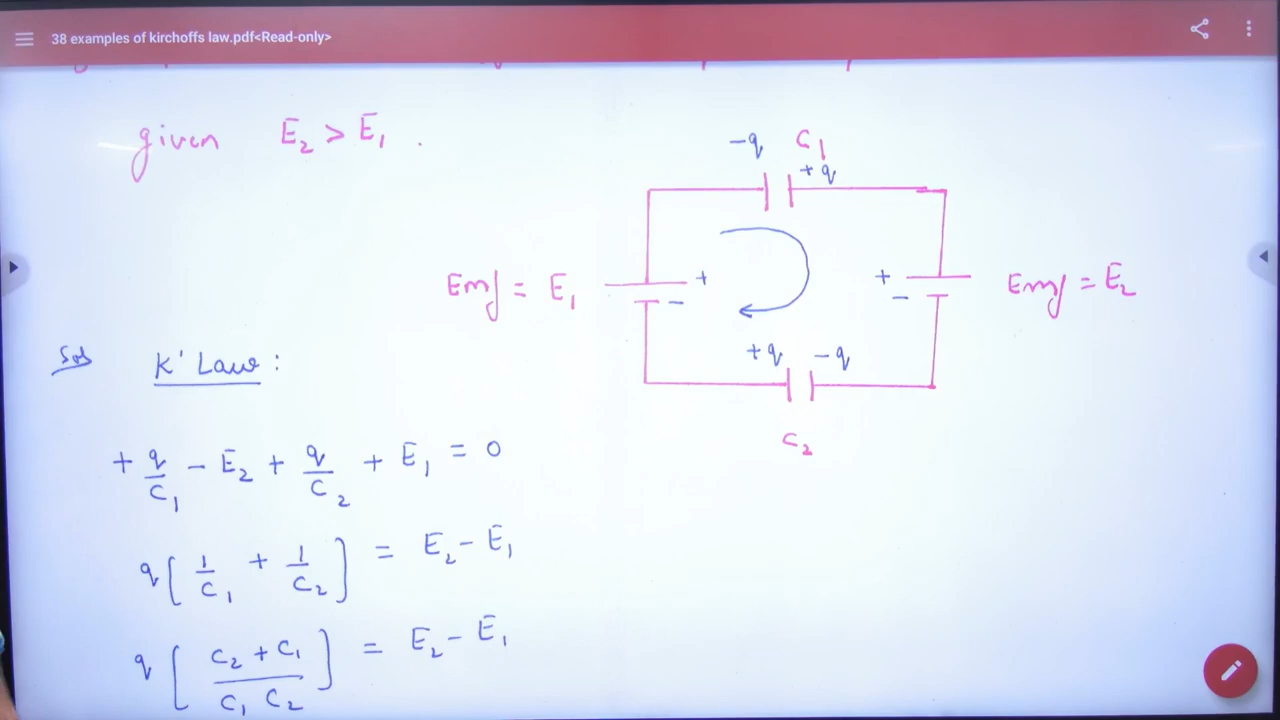 38 examples of kirchoffs law.pdf<Read-only>
given E₂ > E₁ .
-q C₁
+q
Emf = E₁
+
-
+
-
Emf = E₂
+q -q
C₂
Sol K' Law :
+ q/C₁ - E₂ + q/C₂ + E₁ = 0
q[ 1/C₁ + 1/C₂ ] = E₂ - E₁
q[ (C₂ + C₁)/(C₁ C₂) ] = E₂ - E₁